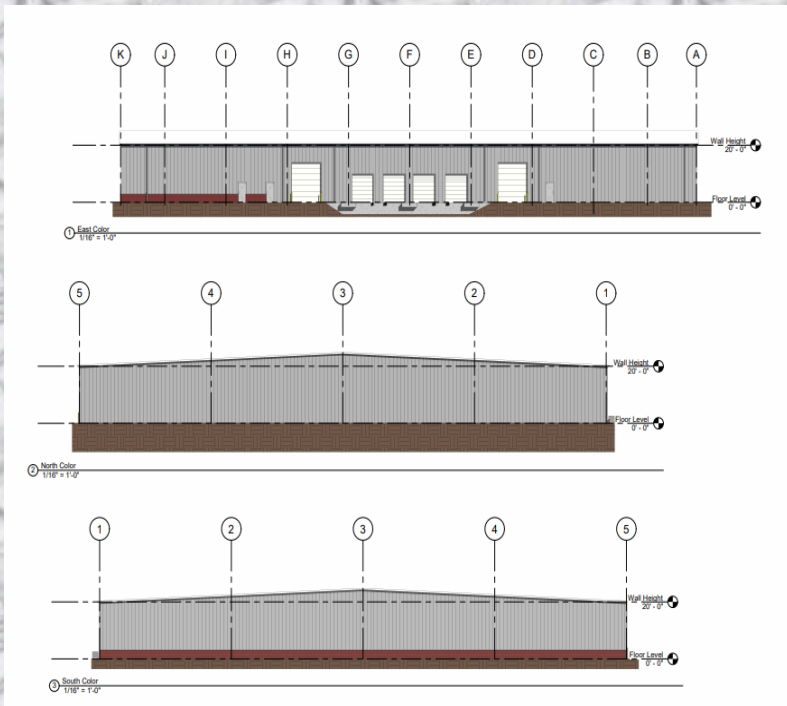 K J I H G F E D C B A
Wall Height
20' - 0"
Floor Level
0' - 0"
1 East Color
1/16" = 1'-0"
5 4 3 2 1
Wall Height
20' - 0"
Floor Level
0' - 0"
2 North Color
1/16" = 1'-0"
1 2 3 4 5
Wall Height
20' - 0"
Floor Level
0' - 0"
3 South Color
1/16" = 1'-0"